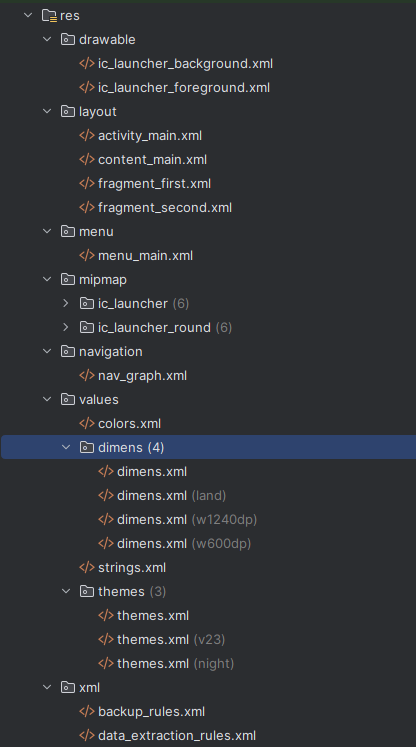 res
drawable
ic_launcher_background.xml
ic_launcher_foreground.xml
layout
activity_main.xml
content_main.xml
fragment_first.xml
fragment_second.xml
menu
menu_main.xml
mipmap
ic_launcher (6)
ic_launcher_round (6)
navigation
nav_graph.xml
values
colors.xml
dimens (4)
dimens.xml
dimens.xml (land)
dimens.xml (w1240dp)
dimens.xml (w600dp)
strings.xml
themes (3)
themes.xml
themes.xml (v23)
themes.xml (night)
xml
backup_rules.xml
data_extraction_rules.xml